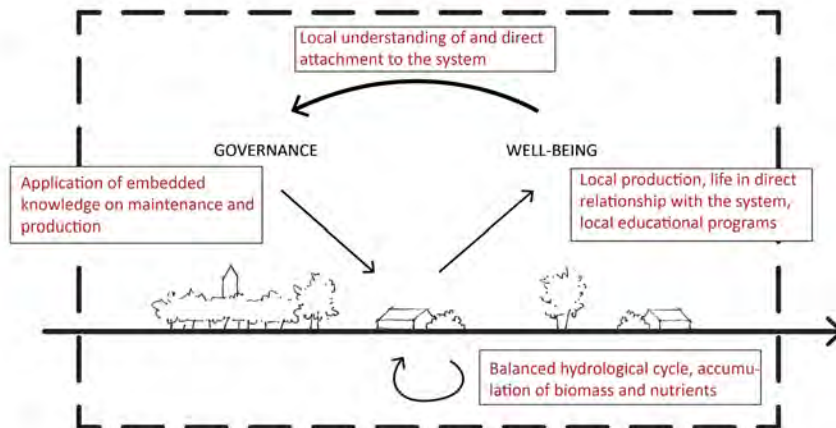 Local understanding of and direct
attachment to the system
GOVERNANCE
WELL-BEING
Application of embedded
knowledge on maintenance and
production
Local production, life in direct
relationship with the system,
local educational programs
Balanced hydrological cycle, accumu-
lation of biomass and nutrients